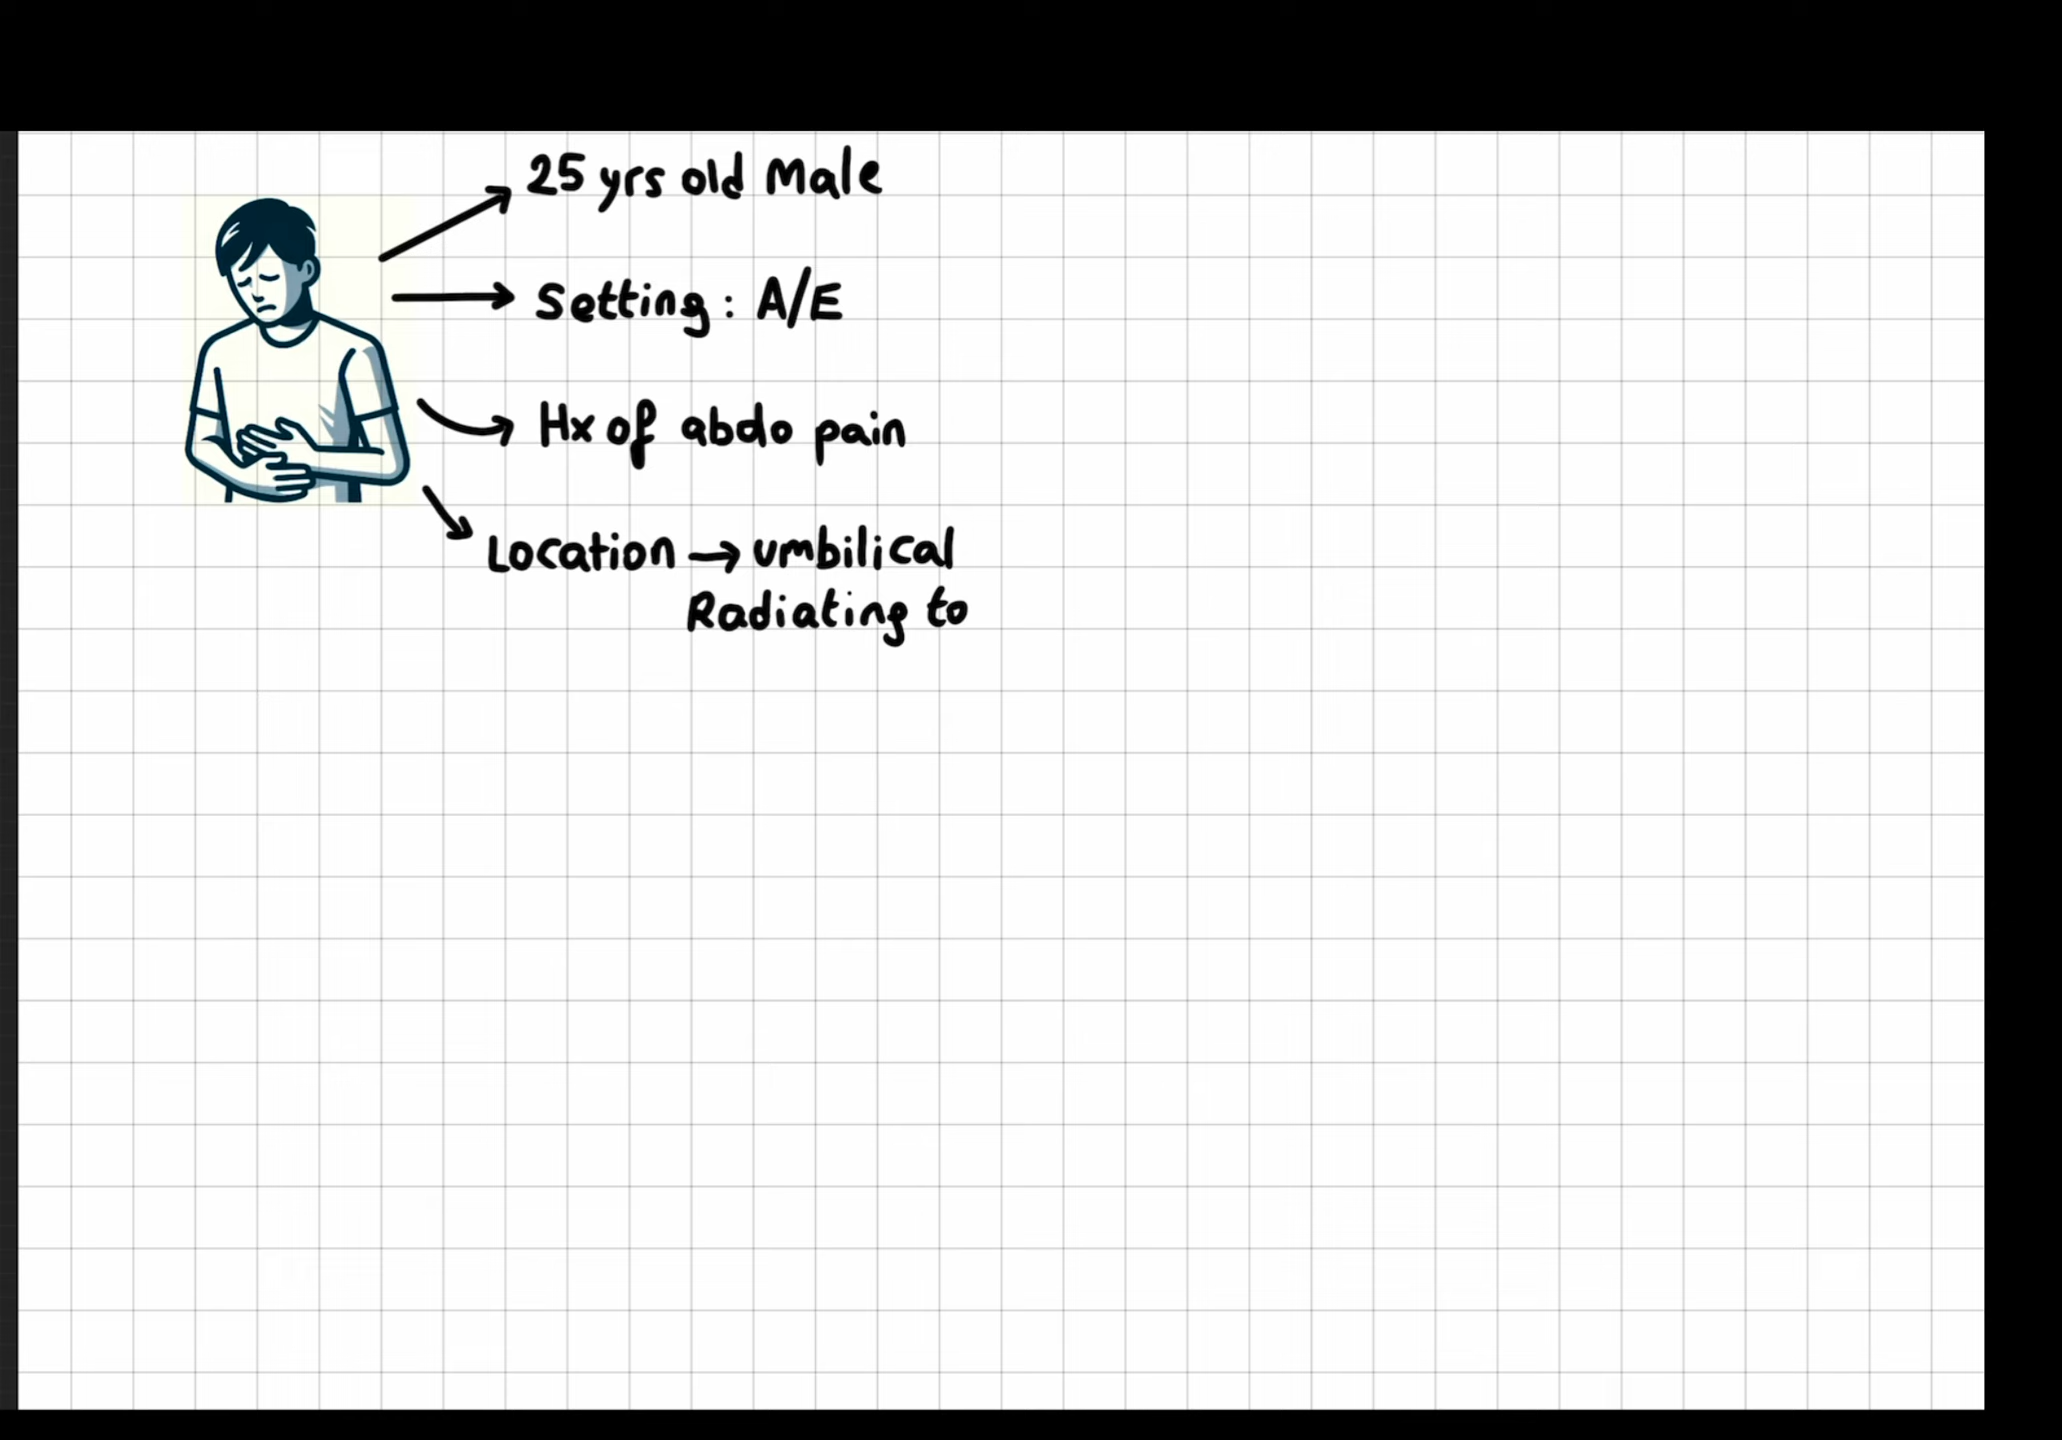 25 yrs old Male
Setting: A/E
Hx of abdo pain
Location → umbilical
Radiating to